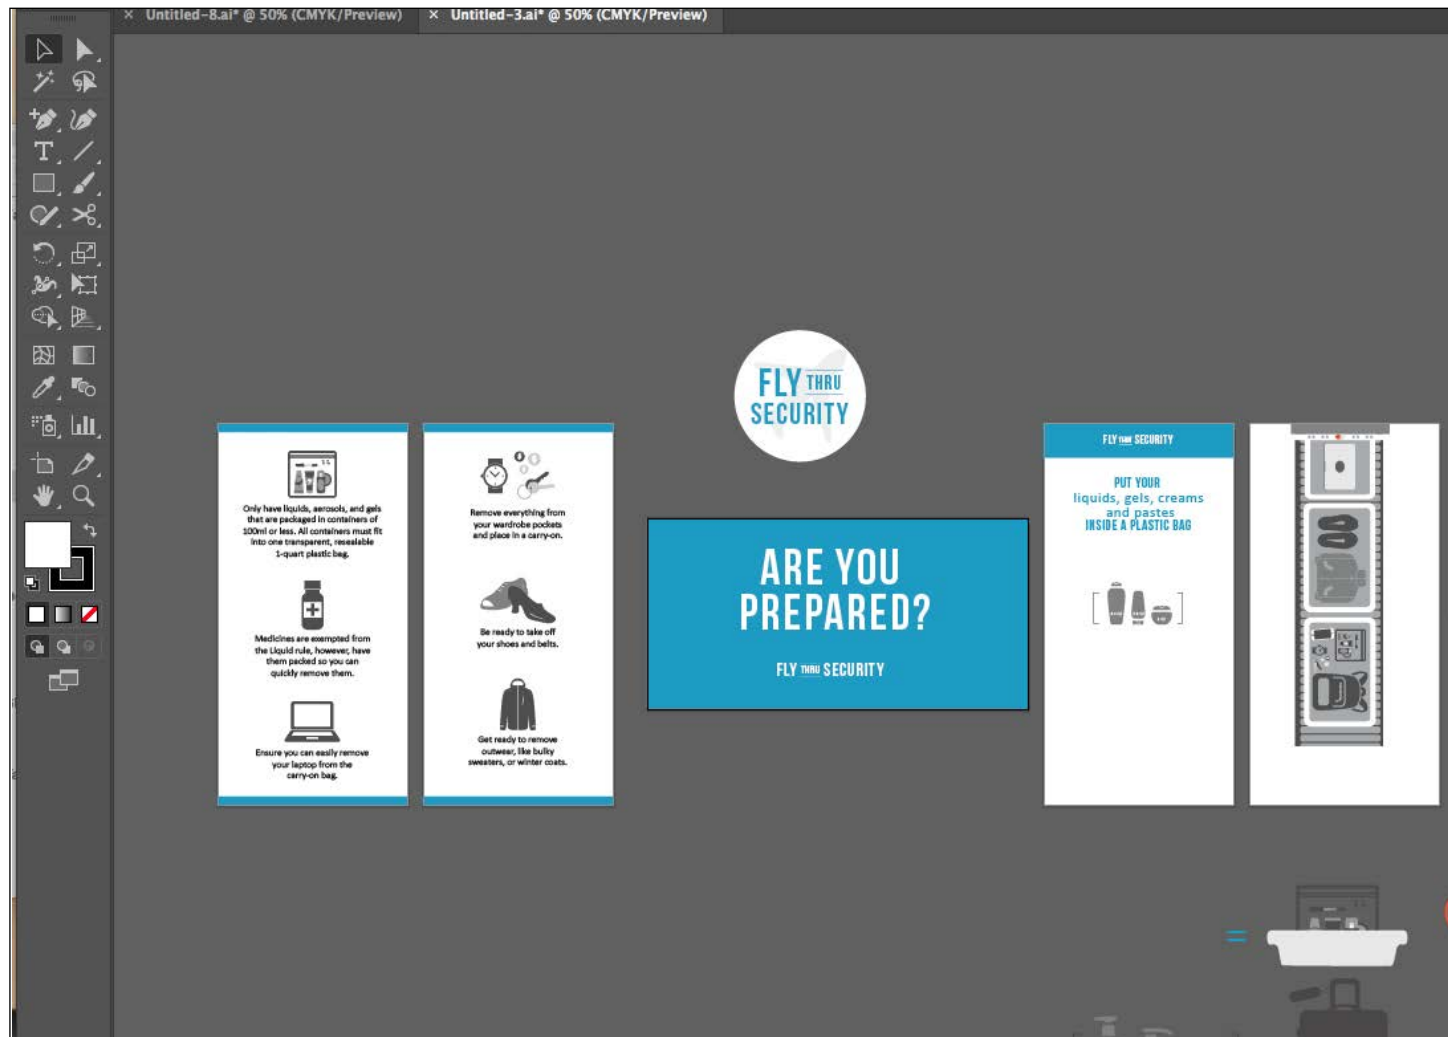 Untitled-8.ai* @ 50% (CMYK/Preview)
Untitled-3.ai* @ 50% (CMYK/Preview)
FLY THRU
SECURITY
Only have liquids, aerosols, and gels
that are packaged in containers of
100ml or less. All containers must fit
into one transparent, resealable
1-quart plastic bag.
Medicines are exempted from
the Liquid rule, however, have
them packed so you can
quickly remove them.
Ensure you can easily remove
your laptop from the
carry-on bag.
Remove everything from
your wardrobe pockets
and place in a carry-on.
Be ready to take off
your shoes and belts.
Get ready to remove
outwear, like bulky
sweaters, or winter coats.
ARE YOU
PREPARED?
FLY THRU SECURITY
FLY THRU SECURITY
PUT YOUR
liquids, gels, creams
and pastes
INSIDE A PLASTIC BAG